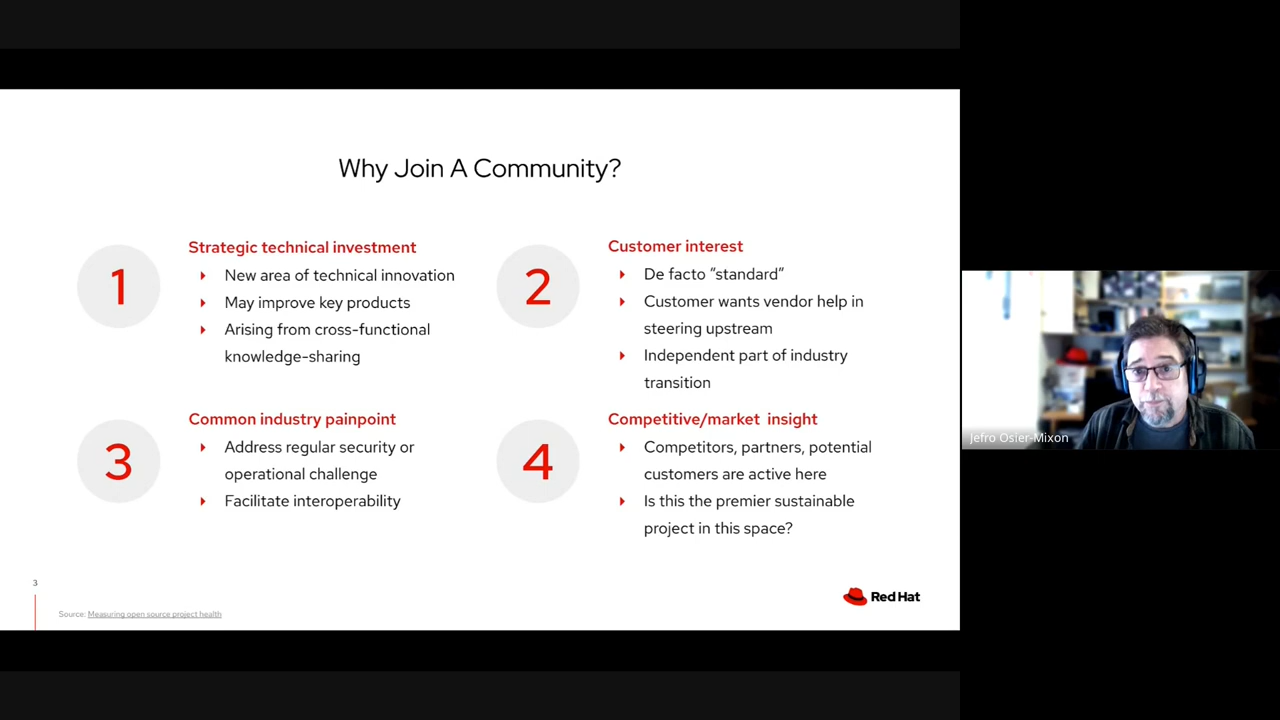 Why Join A Community?
1
Strategic technical investment
New area of technical innovation
May improve key products
Arising from cross-functional
knowledge-sharing
2
Customer interest
De facto “standard”
Customer wants vendor help in
steering upstream
Independent part of industry
transition
3
Common industry painpoint
Address regular security or
operational challenge
Facilitate interoperability
4
Competitive/market insight
Competitors, partners, potential
customers are active here
Is this the premier sustainable
project in this space?
3
Source: Measuring open source project health
Red Hat
Jefro Osier-Mixon